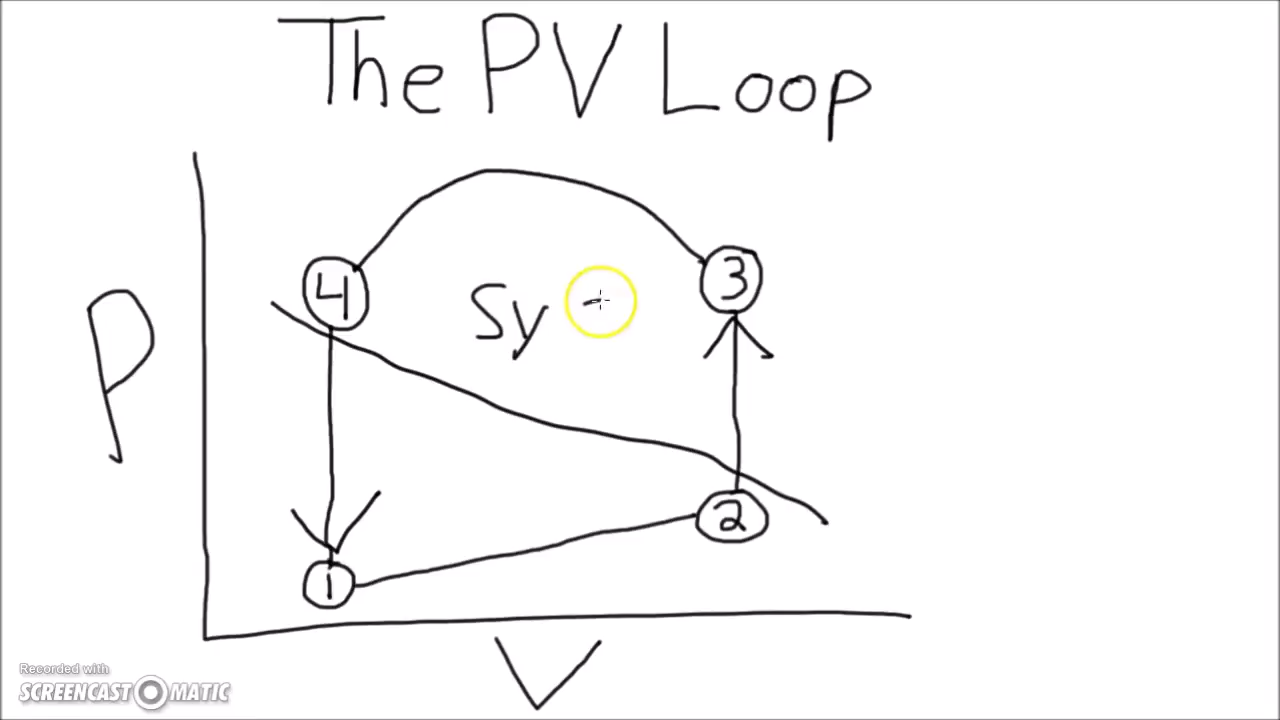 The PV Loop
4
3
Sy
P
2
1
V
Recorded with
SCREENCAST MATIC